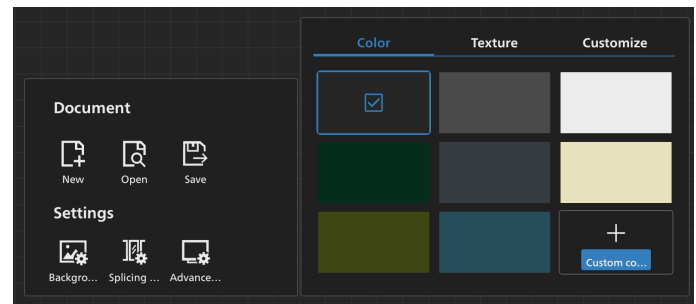 Document
New Open Save
Settings
Backgro... Splicing ... Advance...
Color Texture Customize
Custom co...